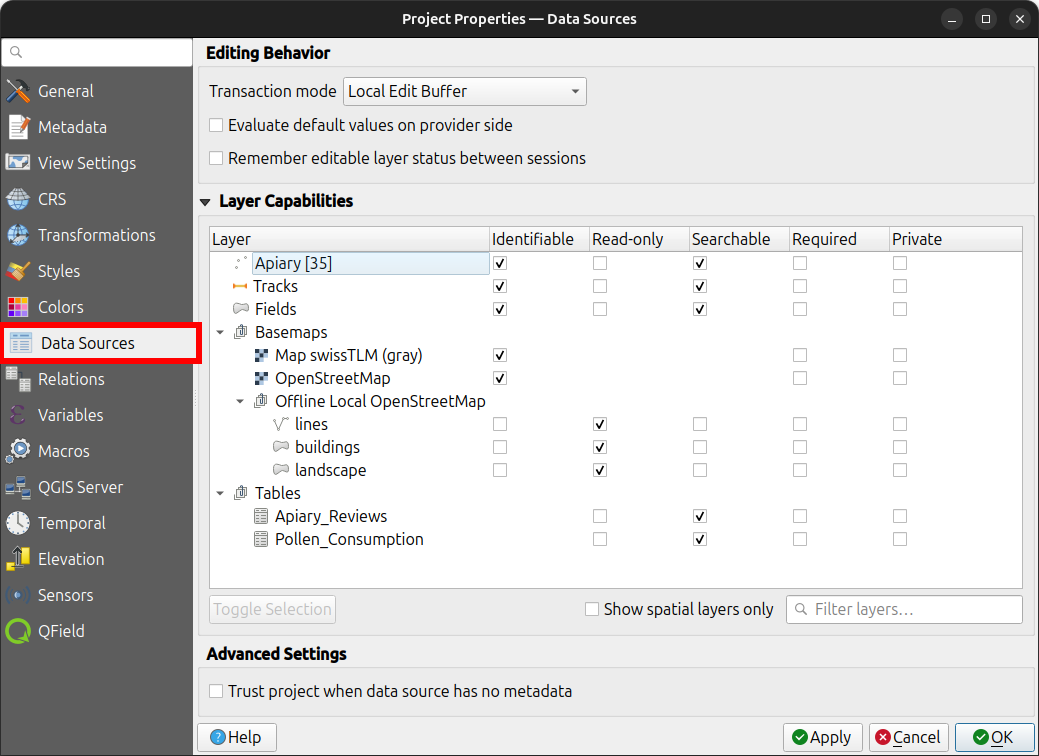 Project Properties — Data Sources
Editing Behavior
General
Transaction mode Local Edit Buffer
Metadata
Evaluate default values on provider side
View Settings
Remember editable layer status between sessions
CRS
Layer Capabilities
Transformations
Layer Identifiable Read-only Searchable Required Private
Styles
Apiary [35]
Tracks
Colors
Fields
Data Sources
Basemaps
Map swissTLM (gray)
Relations
OpenStreetMap
Offline Local OpenStreetMap
Variables
lines
Macros
buildings
landscape
QGIS Server
Tables
Temporal
Apiary_Reviews
Elevation
Pollen_Consumption
Sensors
Toggle Selection Show spatial layers only Filter layers…
QField
Advanced Settings
Trust project when data source has no metadata
Help Apply Cancel OK